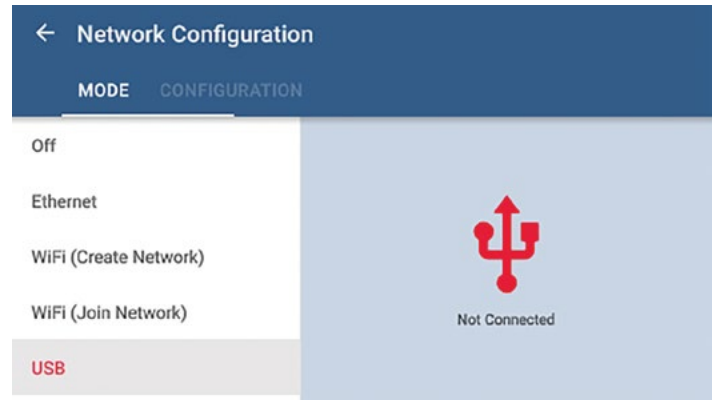 Network Configuration
MODE CONFIGURATION
Off
Ethernet
WiFi (Create Network)
WiFi (Join Network)
Not Connected
USB